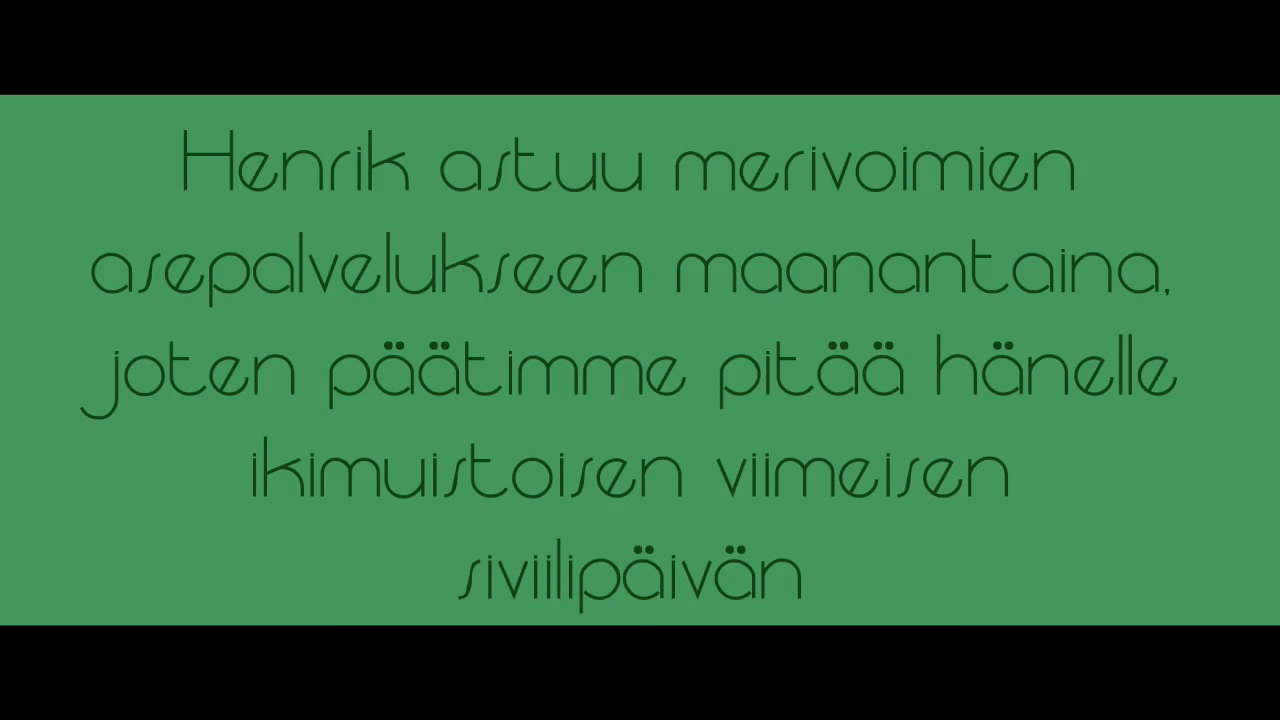 Henrik astuu merivoimien
asepalvelukseen maanantaina,
joten päätimme pitää hänelle
ikimuistoisen viimeisen
siviilipäivän